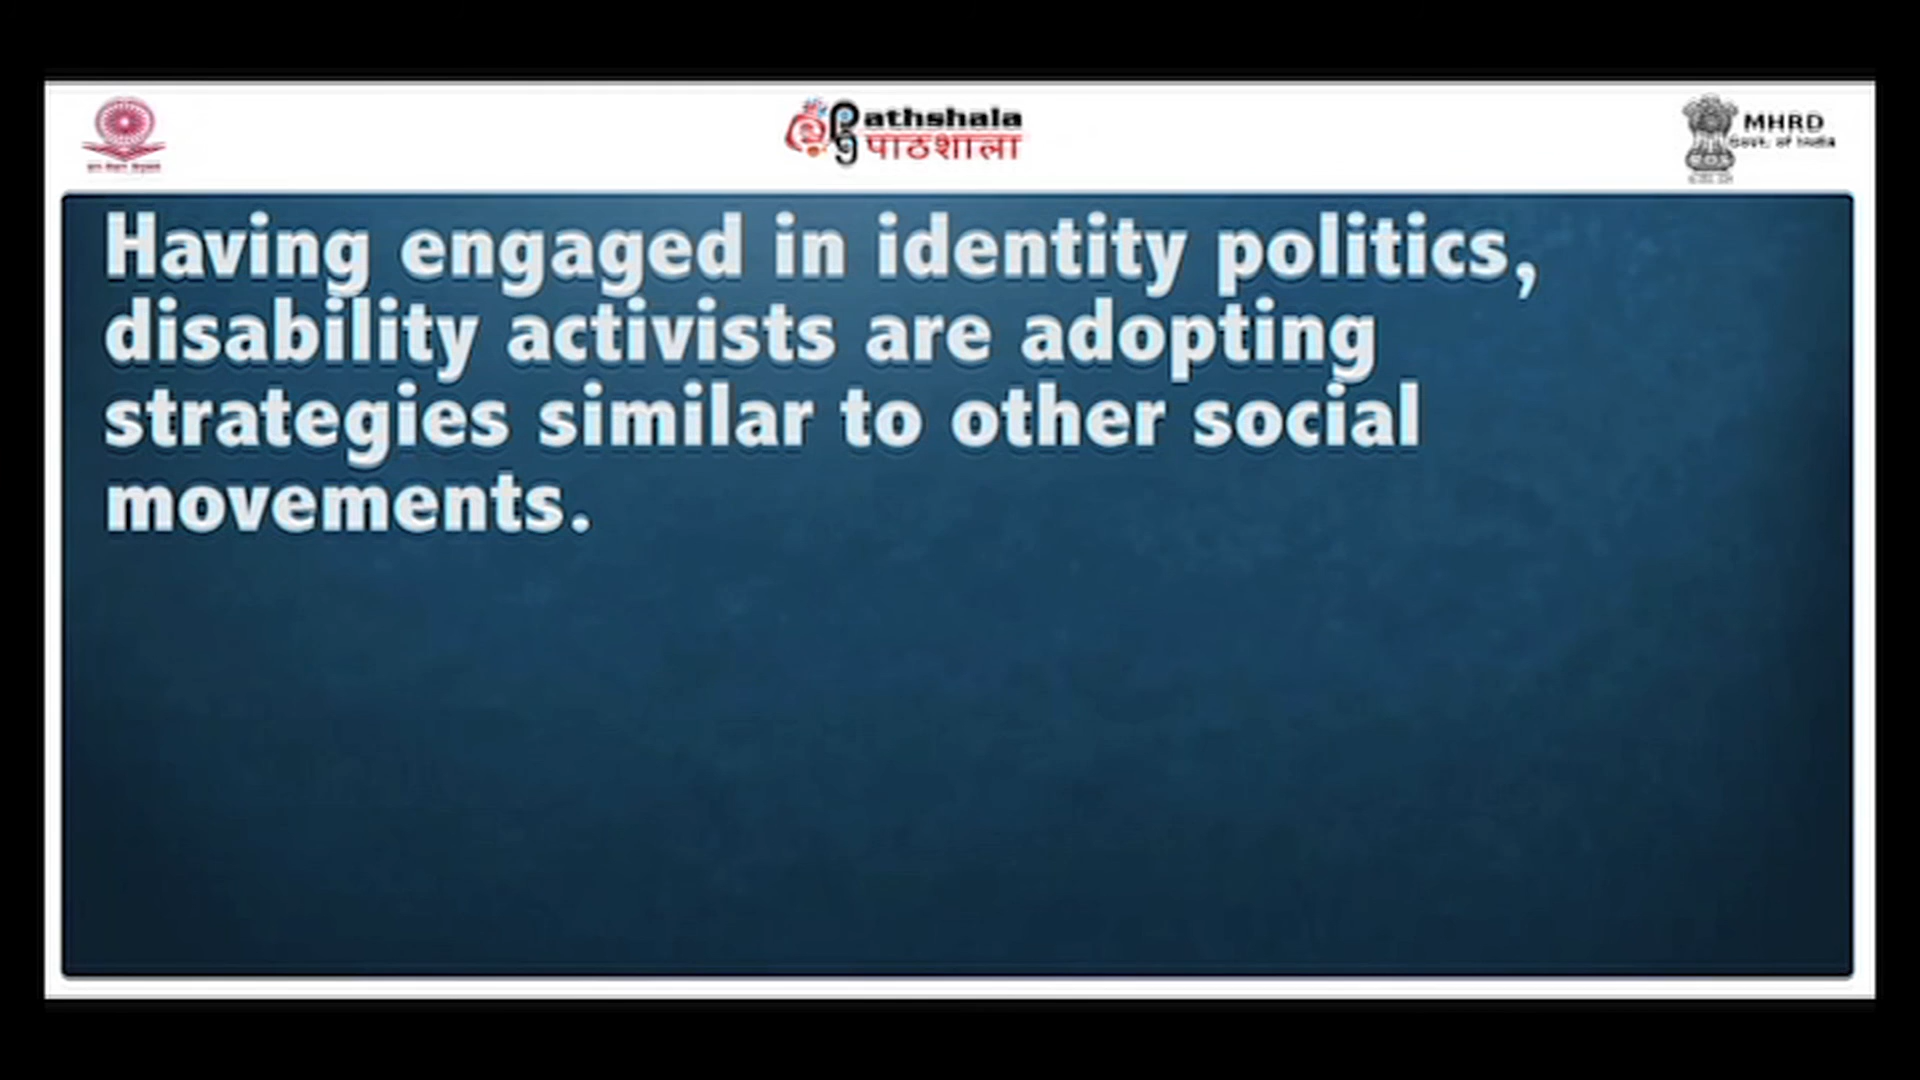 Pathshala
पाठशाला
MHRD
Govt. of India
Having engaged in identity politics,
disability activists are adopting
strategies similar to other social
movements.